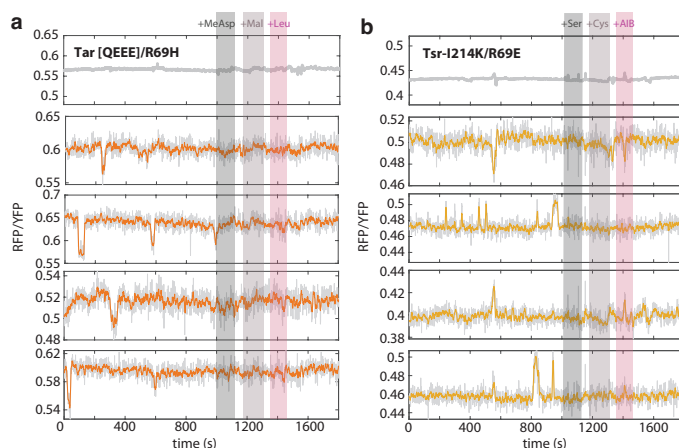 a
+MeAsp +Mal +Leu
Tar [QEEE]/R69H
0.65
0.6
0.55
0.5
0.65
0.6
0.55
0.7
0.65
0.6
0.55
0.52
0.5
0.48
0.60
0.58
0.54
RFP/YFP
0 400 800 1200 1600
time (s)
b
+Ser +Cys +AIB
Tsr-I214K/R69E
0.5
0.45
0.4
0.52
0.5
0.48
0.46
0.5
0.48
0.46
0.44
0.42
0.4
0.38
0.5
0.48
0.46
0.44
RFP/YFP
0 400 800 1200 1600
time (s)